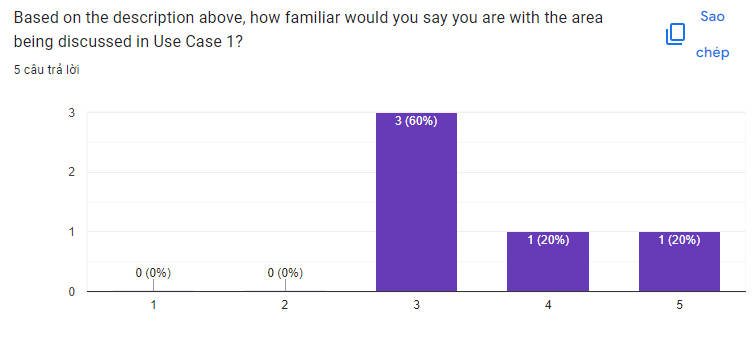 Based on the description above, how familiar would you say you are with the area
being discussed in Use Case 1?
Sao
chép
5 câu trả lời
3
2
1
0
3 (60%)
1 (20%)
1 (20%)
0 (0%)
0 (0%)
1
2
3
4
5